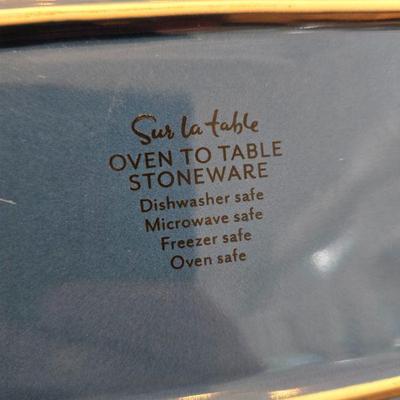 Sur la table
OVEN TO TABLE
STONEWARE
Dishwasher safe
Microwave safe
Freezer safe
Oven safe